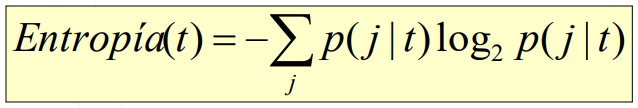 Entropía(t) = −∑_j p(j | t) log₂ p(j | t)